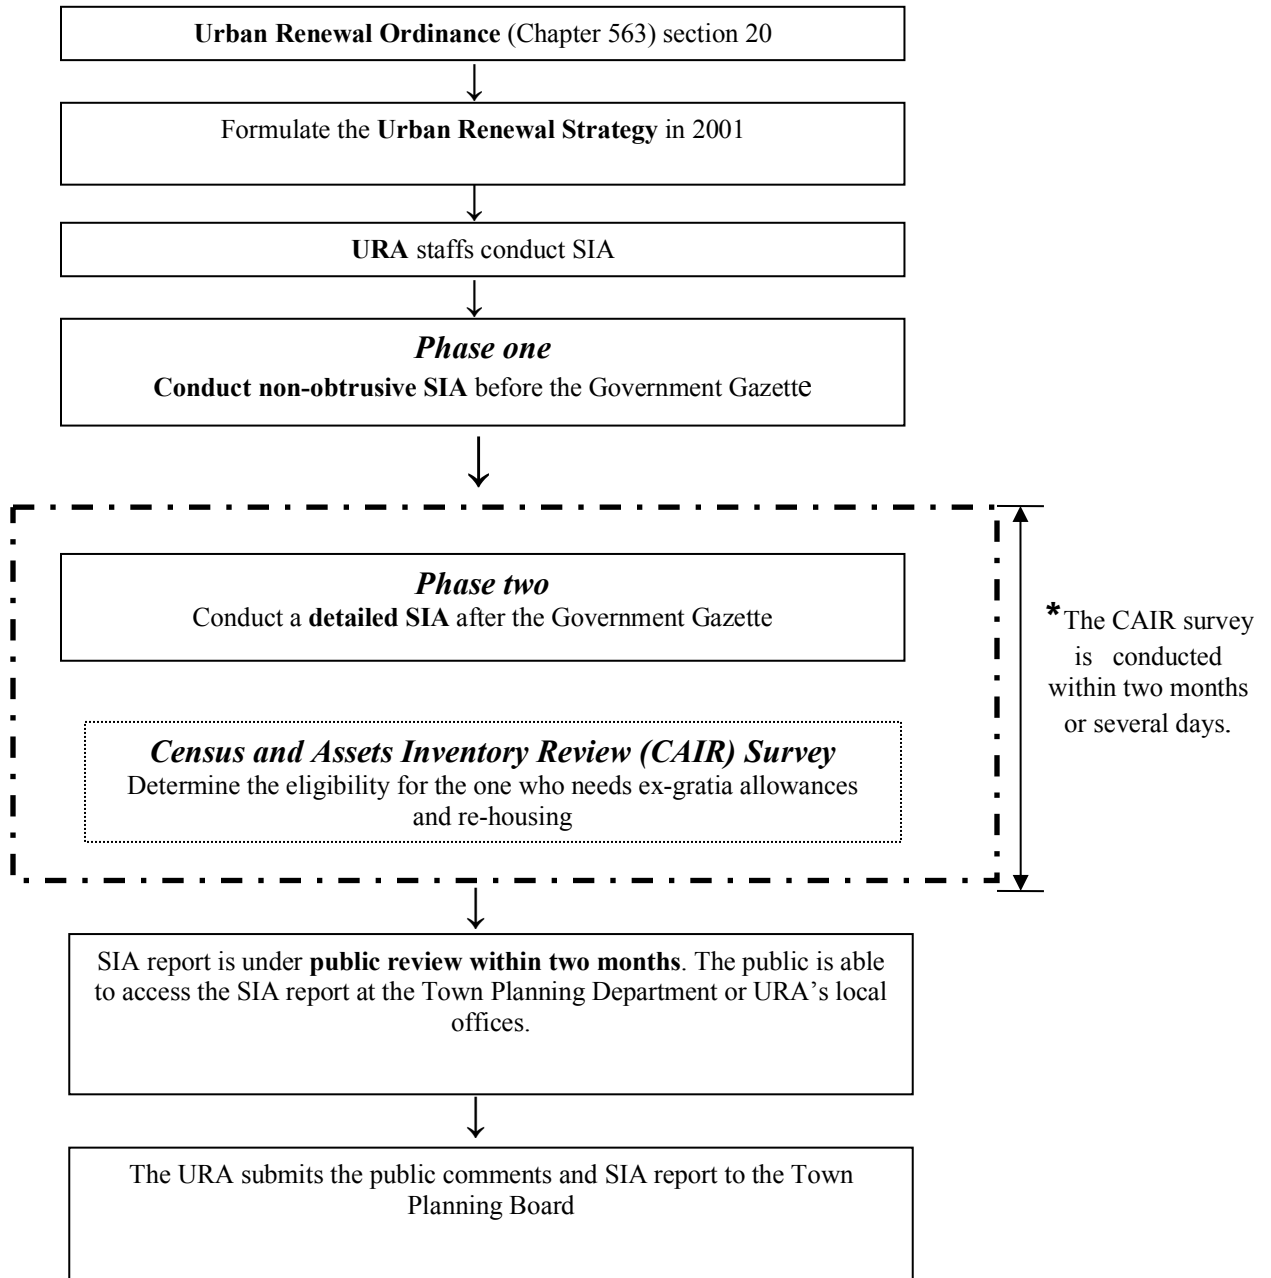 Urban Renewal Ordinance (Chapter 563) section 20
Formulate the Urban Renewal Strategy in 2001
URA staffs conduct SIA
Phase one
Conduct non-obtrusive SIA before the Government Gazette
Phase two
Conduct a detailed SIA after the Government Gazette
*The CAIR survey
is conducted
within two months
or several days.
Census and Assets Inventory Review (CAIR) Survey
Determine the eligibility for the one who needs ex-gratia allowances
and re-housing
SIA report is under public review within two months. The public is able
to access the SIA report at the Town Planning Department or URA’s local
offices.
The URA submits the public comments and SIA report to the Town
Planning Board